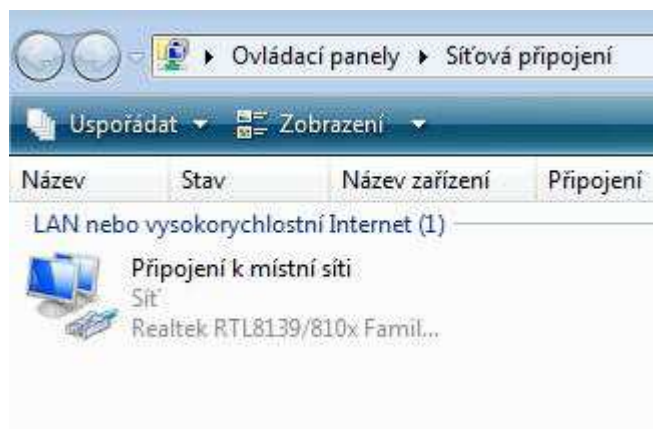 Ovládací panely Síťová připojení
Uspořádat Zobrazení
Název Stav Název zařízení Připojení
LAN nebo vysokorychlostní Internet (1)
Připojení k místní síti
Síť
Realtek RTL8139/810x Famil...